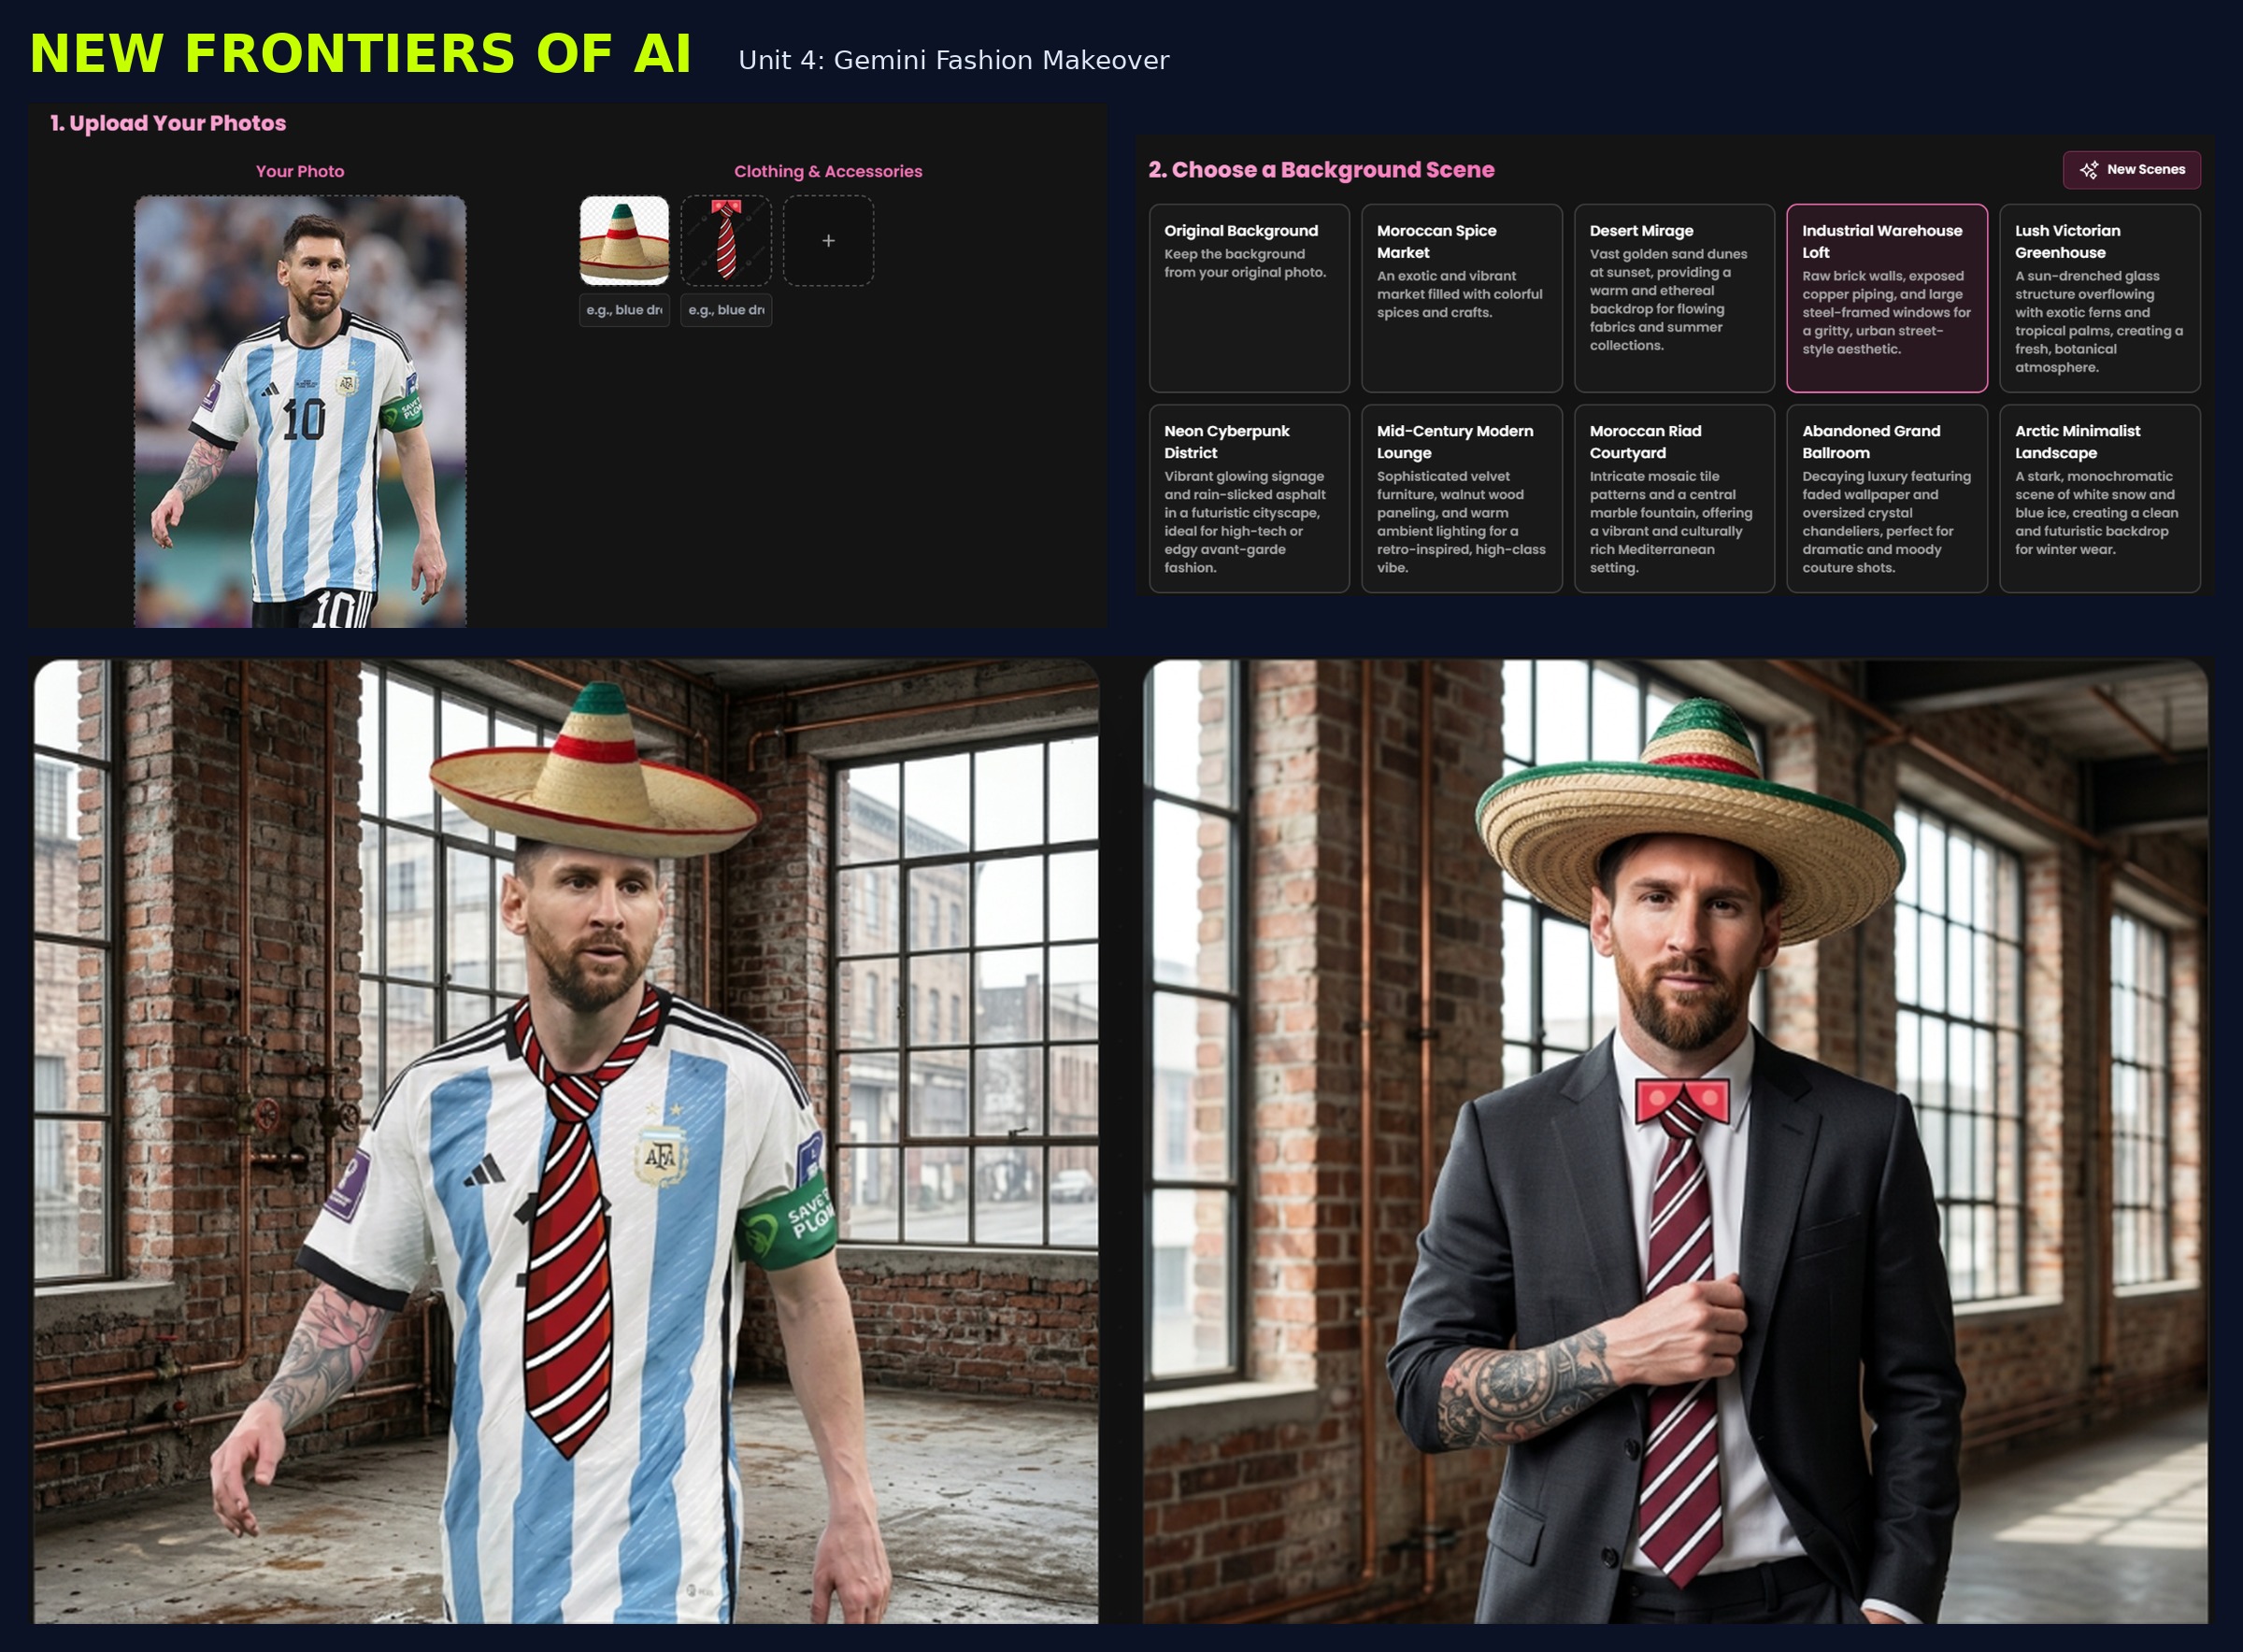 NEW FRONTIERS OF AI
Unit 4: Gemini Fashion Makeover
1. Upload Your Photos
Your Photo
Clothing & Accessories
+
e.g., blue dr
e.g., blue dr
10
SAVE
10
2. Choose a Background Scene
New Scenes
Original Background
Keep the background
from your original photo.
Moroccan Spice
Market
An exotic and vibrant
market filled with colorful
spices and crafts.
Desert Mirage
Vast golden sand dunes
at sunset, providing a
warm and ethereal
backdrop for flowing
fabrics and summer
collections.
Industrial Warehouse
Loft
Raw brick walls, exposed
copper piping, and large
steel-framed windows for
a gritty, urban street-
style aesthetic.
Lush Victorian
Greenhouse
A sun-drenched glass
structure overflowing
with exotic ferns and
tropical palms, creating a
fresh, botanical
atmosphere.
Neon Cyberpunk
District
Vibrant glowing signage
and rain-slicked asphalt
in a futuristic cityscape,
ideal for high-tech or
edgy avant-garde
fashion.
Mid-Century Modern
Lounge
Sophisticated velvet
furniture, walnut wood
paneling, and warm
ambient lighting for a
retro-inspired, high-class
vibe.
Moroccan Riad
Courtyard
Intricate mosaic tile
patterns and a central
marble fountain, offering
a vibrant and culturally
rich Mediterranean
setting.
Abandoned Grand
Ballroom
Decaying luxury featuring
faded wallpaper and
oversized crystal
chandeliers, perfect for
dramatic and moody
couture shots.
Arctic Minimalist
Landscape
A stark, monochromatic
scene of white snow and
blue ice, creating a clean
and futuristic backdrop
for winter wear.
AFA
SAVE
PLQ